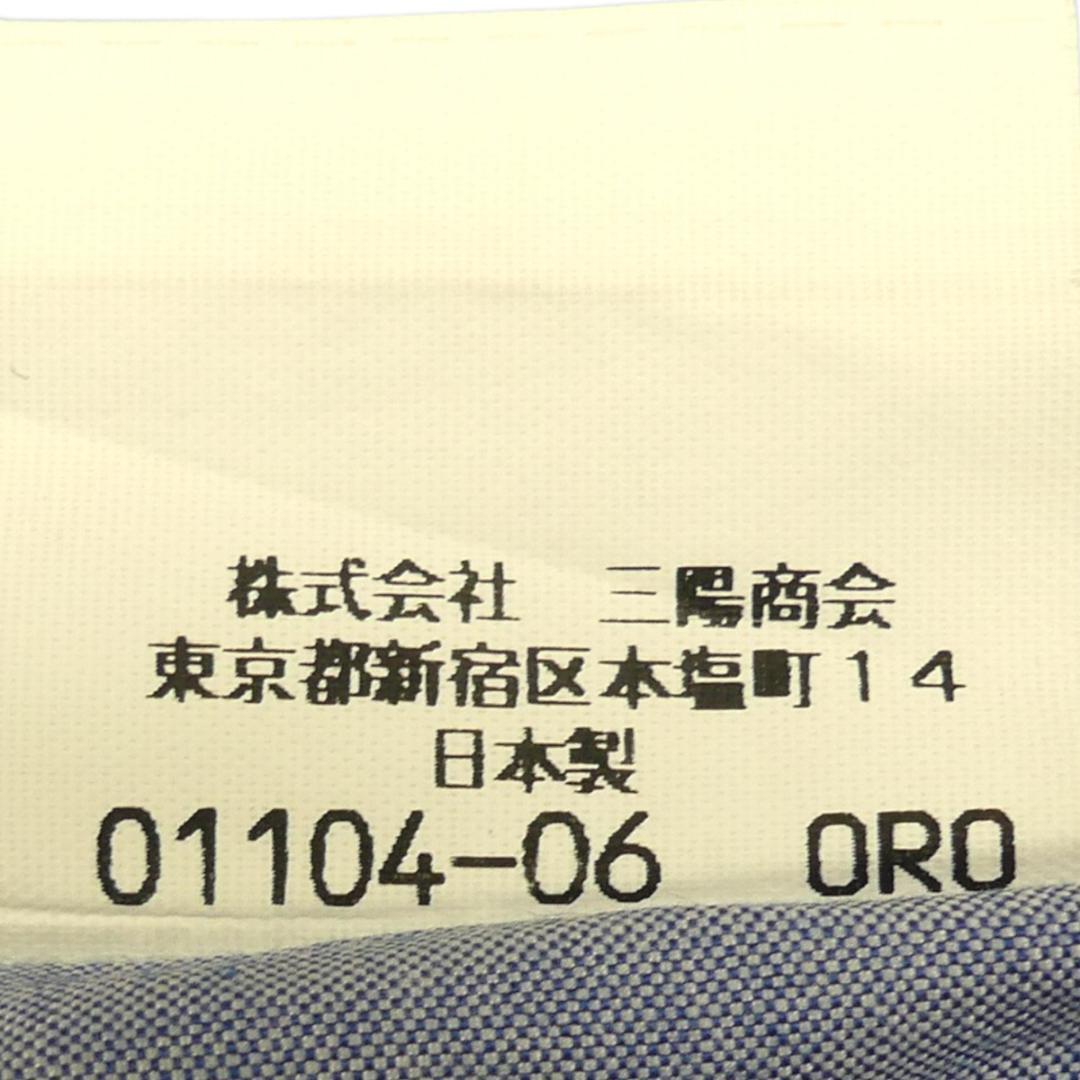 株式会社　三陽商会
東京都新宿区本塩町１４
日本製
01104-06　0R0